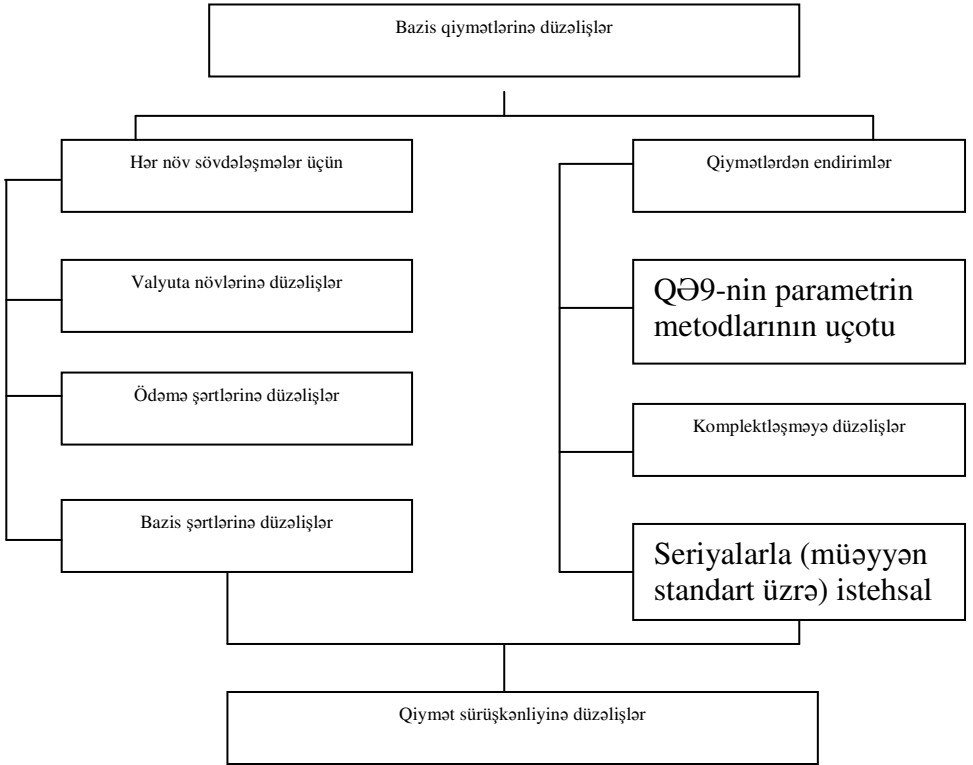 Bazis qiymətlərinə düzəlişlər
Hər növ sövdələşmələr üçün
Qiymətlərdən endirimlər
Valyuta növlərinə düzəlişlər
QƏ9-nin parametrin
metodlarının uçotu
Ödəmə şərtlərinə düzəlişlər
Komplektləşməyə düzəlişlər
Bazis şərtlərinə düzəlişlər
Seriyalarla (müəyyən
standart üzrə) istehsal
Qiymət sürüşkənliyinə düzəlişlər